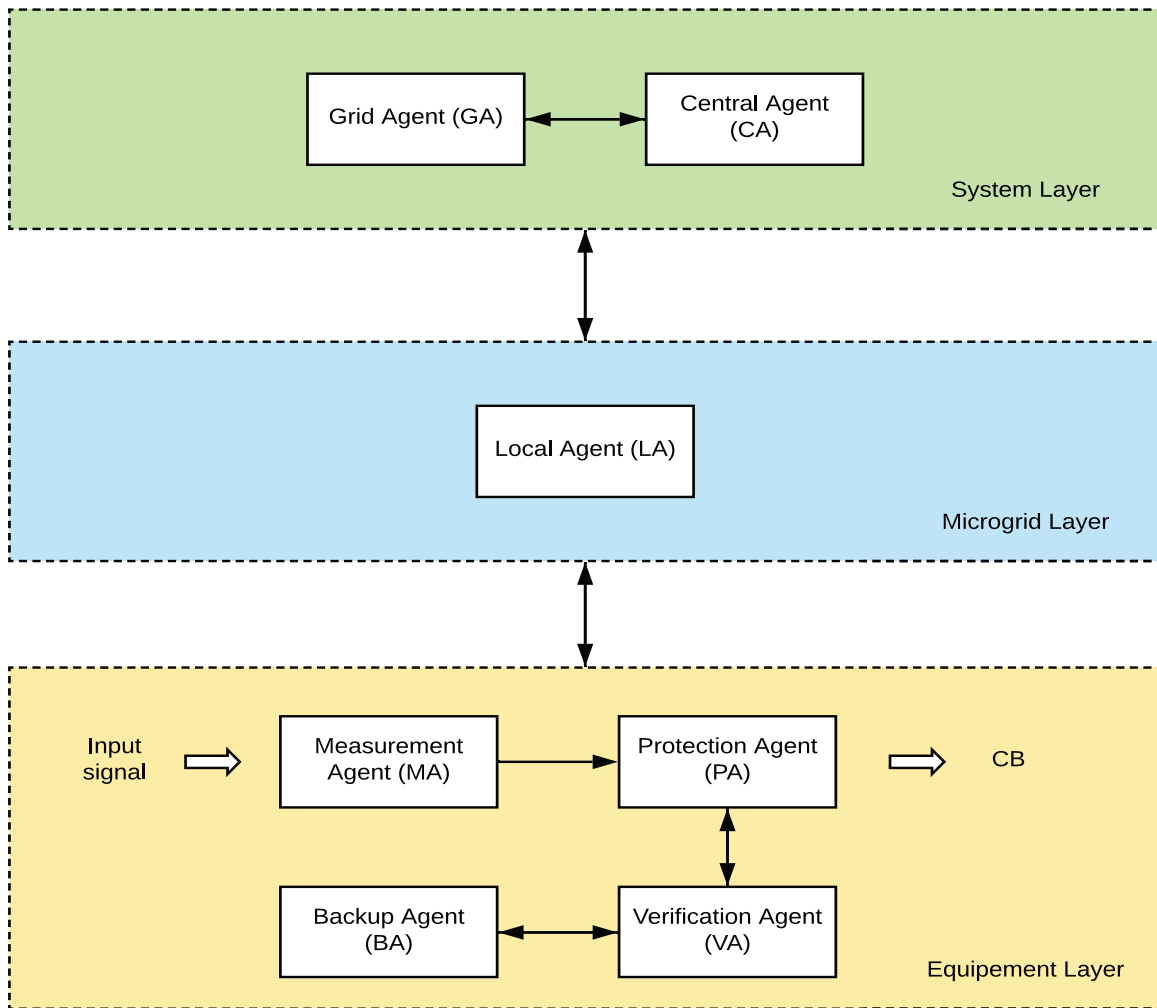 Grid Agent (GA)
Central Agent
(CA)
System Layer
Local Agent (LA)
Microgrid Layer
Input
signal
Measurement
Agent (MA)
Protection Agent
(PA)
CB
Backup Agent
(BA)
Verification Agent
(VA)
Equipement Layer